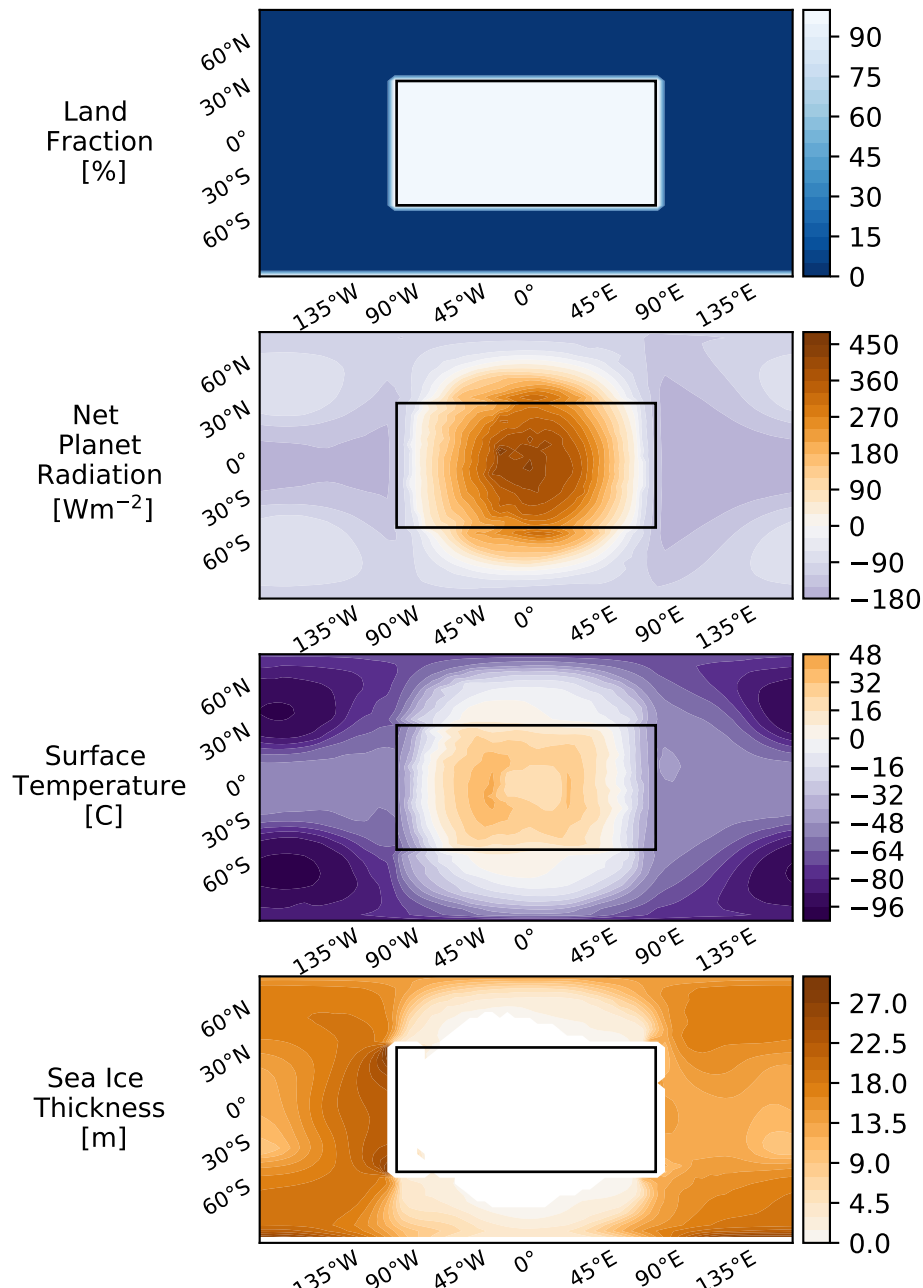 Land
Fraction
[%]
60°N
30°N
0°
30°S
60°S
90
75
60
45
30
15
0
135°W
90°W
45°W
0°
45°E
90°E
135°E
Net
Planet
Radiation
[Wm⁻²]
60°N
30°N
0°
30°S
60°S
450
360
270
180
90
0
−90
−180
135°W
90°W
45°W
0°
45°E
90°E
135°E
Surface
Temperature
[C]
60°N
30°N
0°
30°S
60°S
48
32
16
0
−16
−32
−48
−64
−80
−96
135°W
90°W
45°W
0°
45°E
90°E
135°E
Sea Ice
Thickness
[m]
60°N
30°N
0°
30°S
60°S
27.0
22.5
18.0
13.5
9.0
4.5
0.0
135°W
90°W
45°W
0°
45°E
90°E
135°E